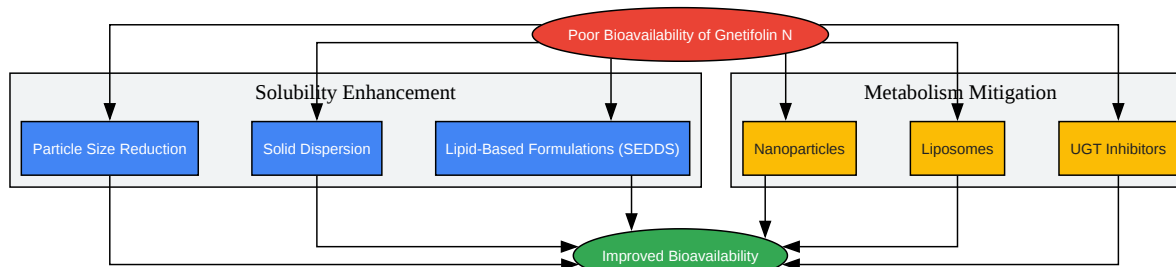 Poor Bioavailability of Gnetifolin N
Solubility Enhancement
Metabolism Mitigation
Particle Size Reduction
Solid Dispersion
Lipid-Based Formulations (SEDDS)
Nanoparticles
Liposomes
UGT Inhibitors
Improved Bioavailability